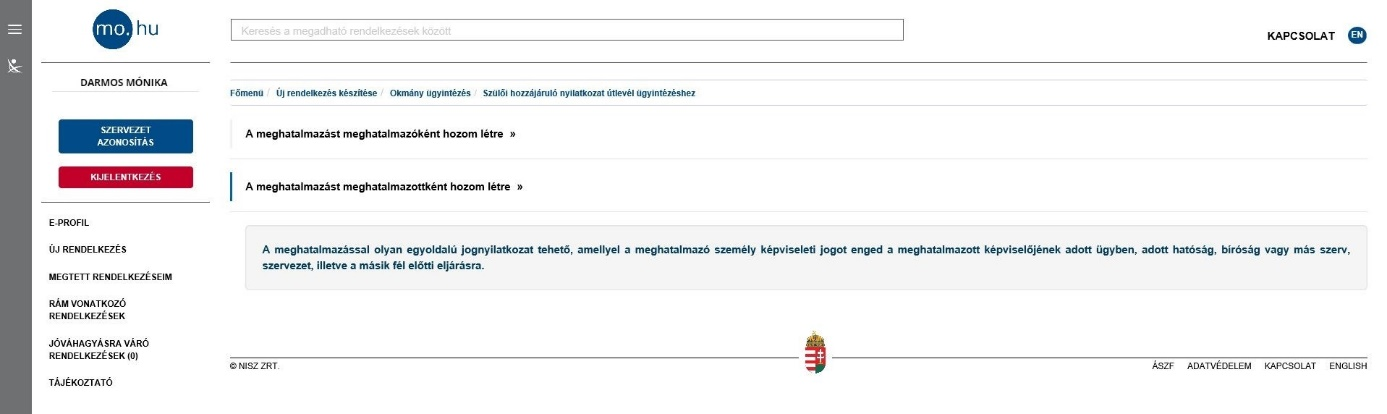 mo.hu
DARMOS MÓNIKA
SZERVEZET
AZONOSÍTÁS
KIJELENTKEZÉS
E-PROFIL
ÚJ RENDELKEZÉS
MEGTETT RENDELKEZÉSEIM
RÁM VONATKOZÓ
RENDELKEZÉSEK
JÓVÁHAGYÁSRA VÁRÓ
RENDELKEZÉSEK (0)
TÁJÉKOZTATÓ
Keresés a megadható rendelkezések között
KAPCSOLAT EN
Főmenü / Új rendelkezés készítése / Okmány ügyintézés / Szülői hozzájáruló nyilatkozat útlevél ügyintézéshez
A meghatalmazást meghatalmazóként hozom létre »
A meghatalmazást meghatalmazottként hozom létre »
A meghatalmazással olyan egyoldalú jognyilatkozat tehető, amellyel a meghatalmazó személy képviseleti jogot enged a meghatalmazott képviselőjének adott ügyben, adott hatóság, bíróság vagy más szerv,
szervezet, illetve a másik fél előtti eljárásra.
© NISZ ZRT.
ÁSZF ADATVÉDELEM KAPCSOLAT ENGLISH